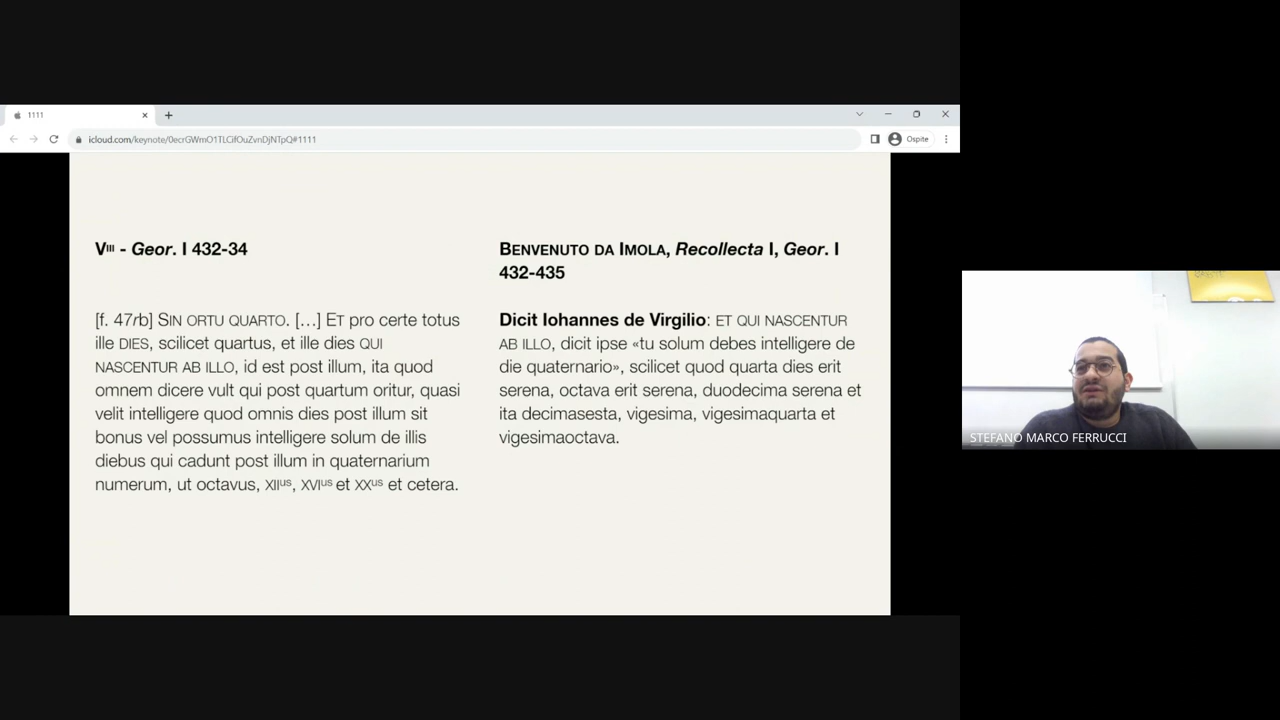 1111
icloud.com/keynote/0ecrGWmO1TLCifOuZvnDjNTpQ#1111
Ospite
Vᴵᴵᴵ - Geor. I 432-34
[f. 47rb] SIN ORTU QUARTO. […] ET pro certe totus
ille DIES, scilicet quartus, et ille dies QUI
NASCENTUR AB ILLO, id est post illum, ita quod
omnem dicere vult qui post quartum oritur, quasi
velit intelligere quod omnis dies post illum sit
bonus vel possumus intelligere solum de illis
diebus qui cadunt post illum in quaternarium
numerum, ut octavus, XIIᵘˢ, XVIᵘˢ et XXᵘˢ et cetera.
BENVENUTO DA IMOLA, Recollecta I, Geor. I
432-435
Dicit Iohannes de Virgilio: ET QUI NASCENTUR
AB ILLO, dicit ipse «tu solum debes intelligere de
die quaternario», scilicet quod quarta dies erit
serena, octava erit serena, duodecima serena et
ita decimasesta, vigesima, vigesimaquarta et
vigesimaoctava.
STEFANO MARCO FERRUCCI